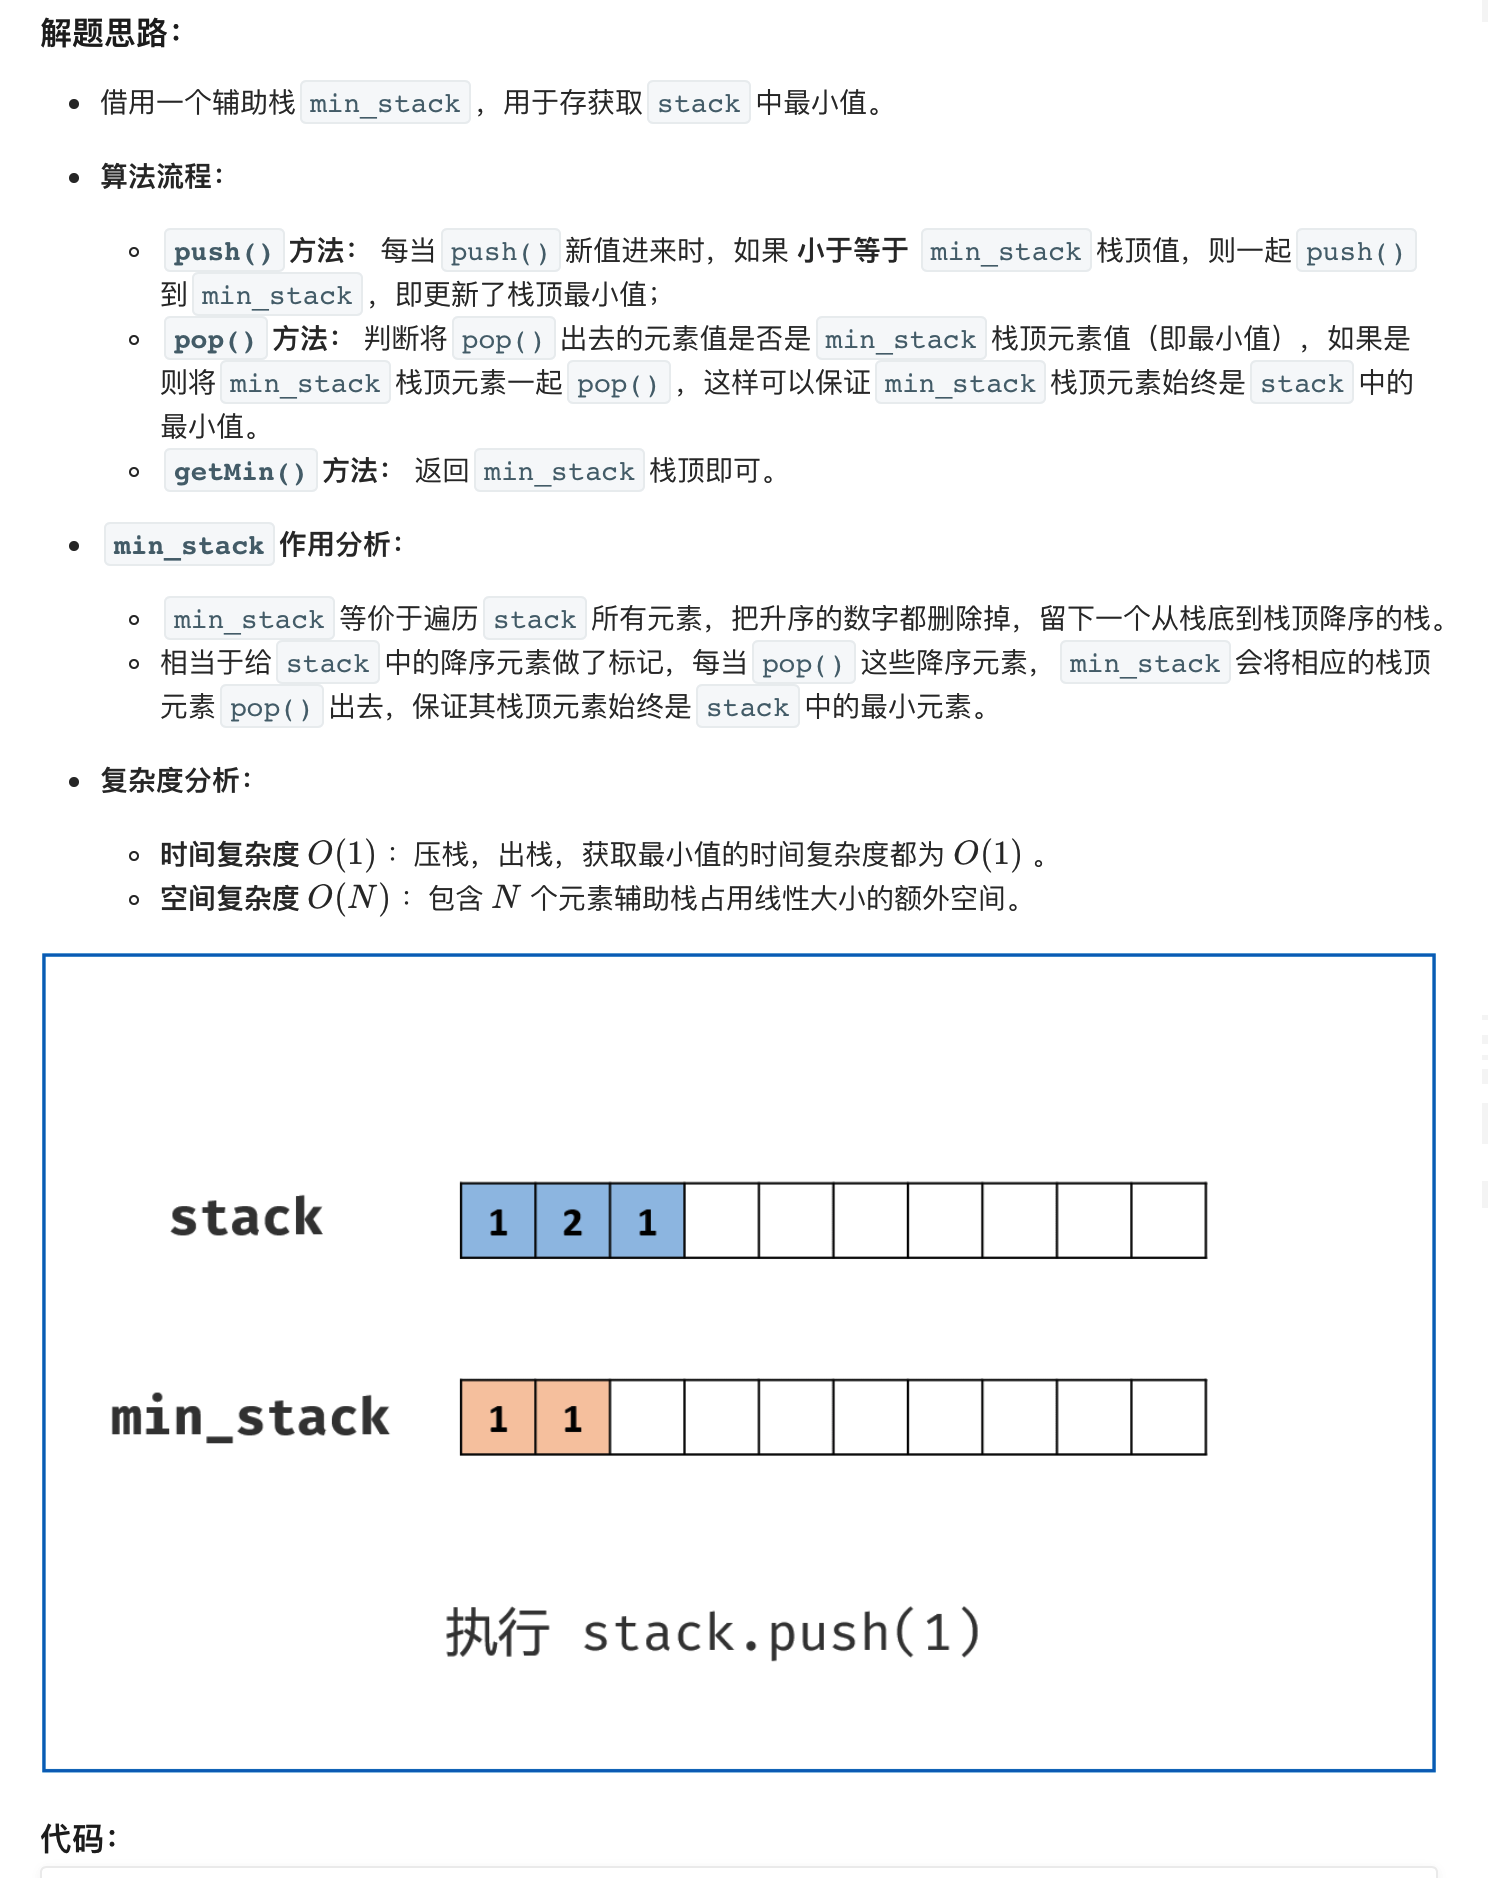 解题思路：
借用一个辅助栈 min_stack ，用于存获取 stack 中最小值。
算法流程：
push() 方法： 每当 push() 新值进来时，如果 小于等于 min_stack 栈顶值，则一起 push()
到 min_stack ，即更新了栈顶最小值；
pop() 方法： 判断将 pop() 出去的元素值是否是 min_stack 栈顶元素值（即最小值），如果是
则将 min_stack 栈顶元素一起 pop() ，这样可以保证 min_stack 栈顶元素始终是 stack 中的
最小值。
getMin() 方法： 返回 min_stack 栈顶即可。
min_stack 作用分析：
min_stack 等价于遍历 stack 所有元素，把升序的数字都删除掉，留下一个从栈底到栈顶降序的栈。
相当于给 stack 中的降序元素做了标记，每当 pop() 这些降序元素， min_stack 会将相应的栈顶
元素 pop() 出去，保证其栈顶元素始终是 stack 中的最小元素。
复杂度分析：
时间复杂度 O(1) ：压栈，出栈，获取最小值的时间复杂度都为 O(1) 。
空间复杂度 O(N) ：包含 N 个元素辅助栈占用线性大小的额外空间。
stack 1 2 1
min_stack 1 1
执行 stack.push(1)
代码：